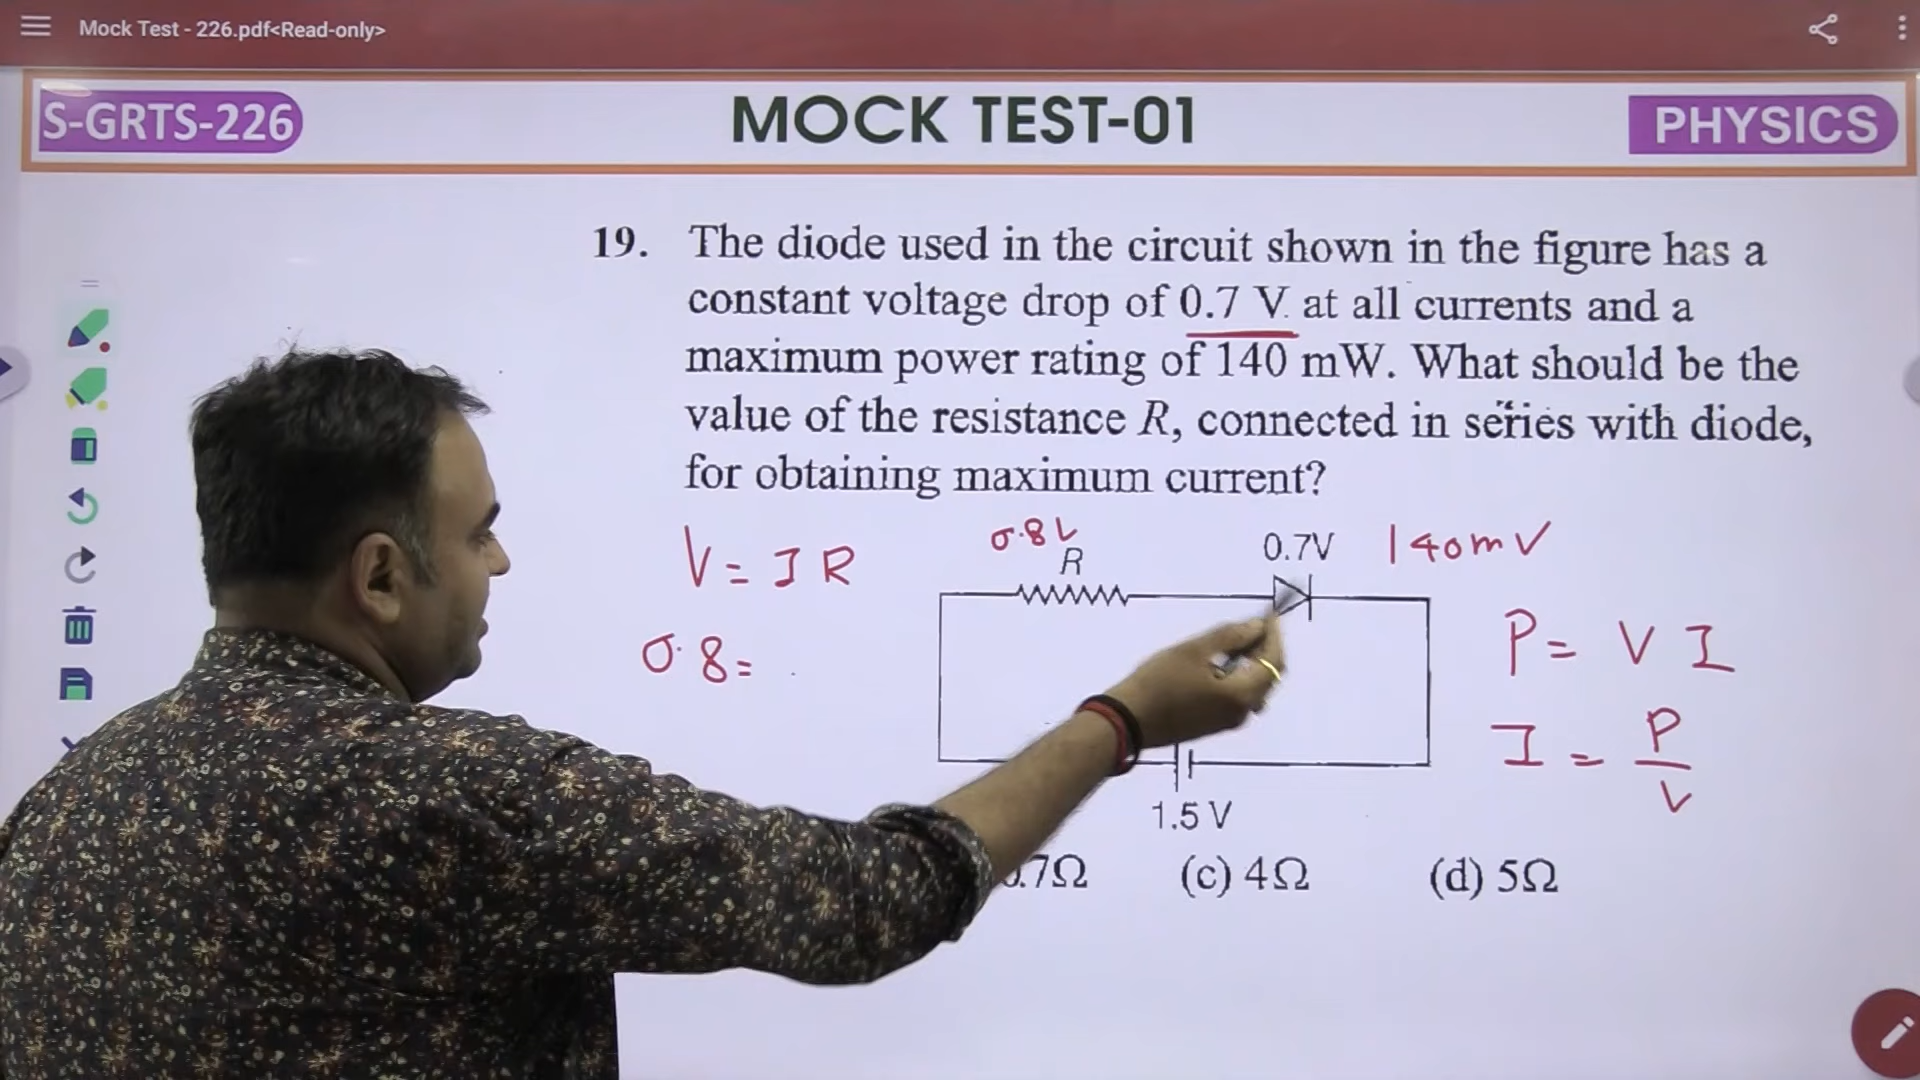 Mock Test - 226.pdf<Read-only>
S-GRTS-226 MOCK TEST-01 PHYSICS
19. The diode used in the circuit shown in the figure has a
constant voltage drop of 0.7 V at all currents and a
maximum power rating of 140 mW. What should be the
value of the resistance R, connected in series with diode,
for obtaining maximum current?
V = I R
0.8 V
R
0.7V
140 m V
0.8 =
P = V I
I = P / V
1.5 V
.7Ω (c) 4Ω (d) 5Ω